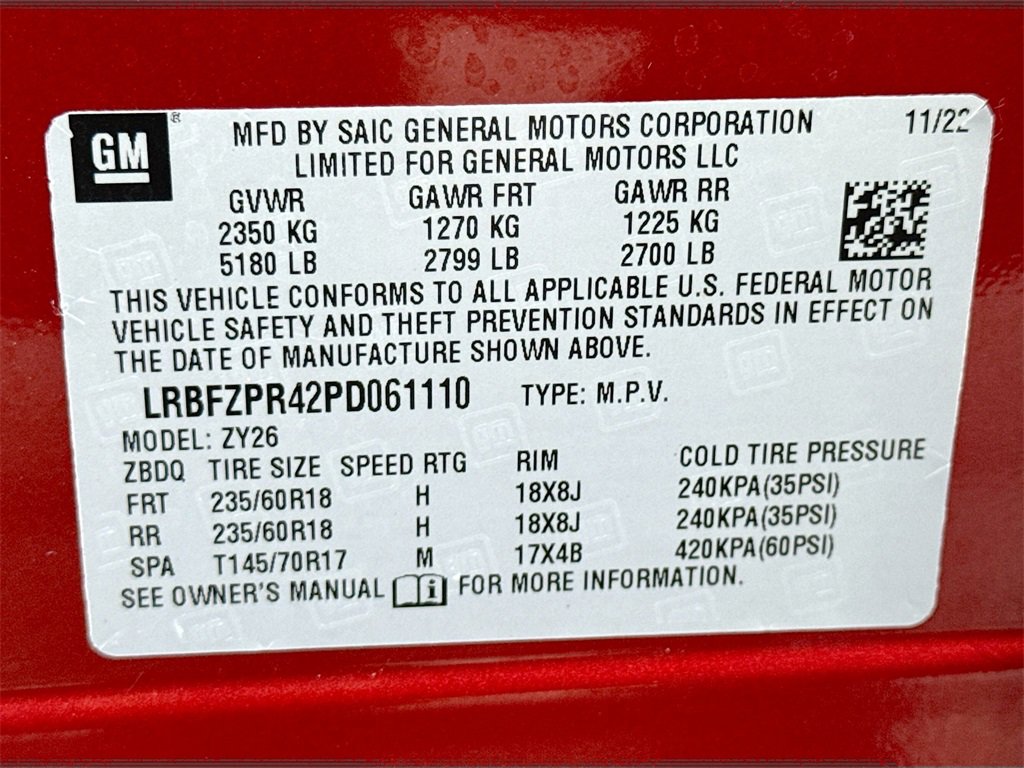 GM ®
MFD BY SAIC GENERAL MOTORS CORPORATION 11/22
LIMITED FOR GENERAL MOTORS LLC
GVWR GAWR FRT GAWR RR
2350 KG 1270 KG 1225 KG
5180 LB 2799 LB 2700 LB
THIS VEHICLE CONFORMS TO ALL APPLICABLE U.S. FEDERAL MOTOR
VEHICLE SAFETY AND THEFT PREVENTION STANDARDS IN EFFECT ON
THE DATE OF MANUFACTURE SHOWN ABOVE.
LRBFZPR42PD061110 TYPE: M.P.V.
MODEL: ZY26
ZBDQ TIRE SIZE SPEED RTG RIM COLD TIRE PRESSURE
FRT 235/60R18 H 18X8J 240KPA(35PSI)
RR 235/60R18 H 18X8J 240KPA(35PSI)
SPA T145/70R17 M 17X4B 420KPA(60PSI)
SEE OWNER'S MANUAL i FOR MORE INFORMATION.